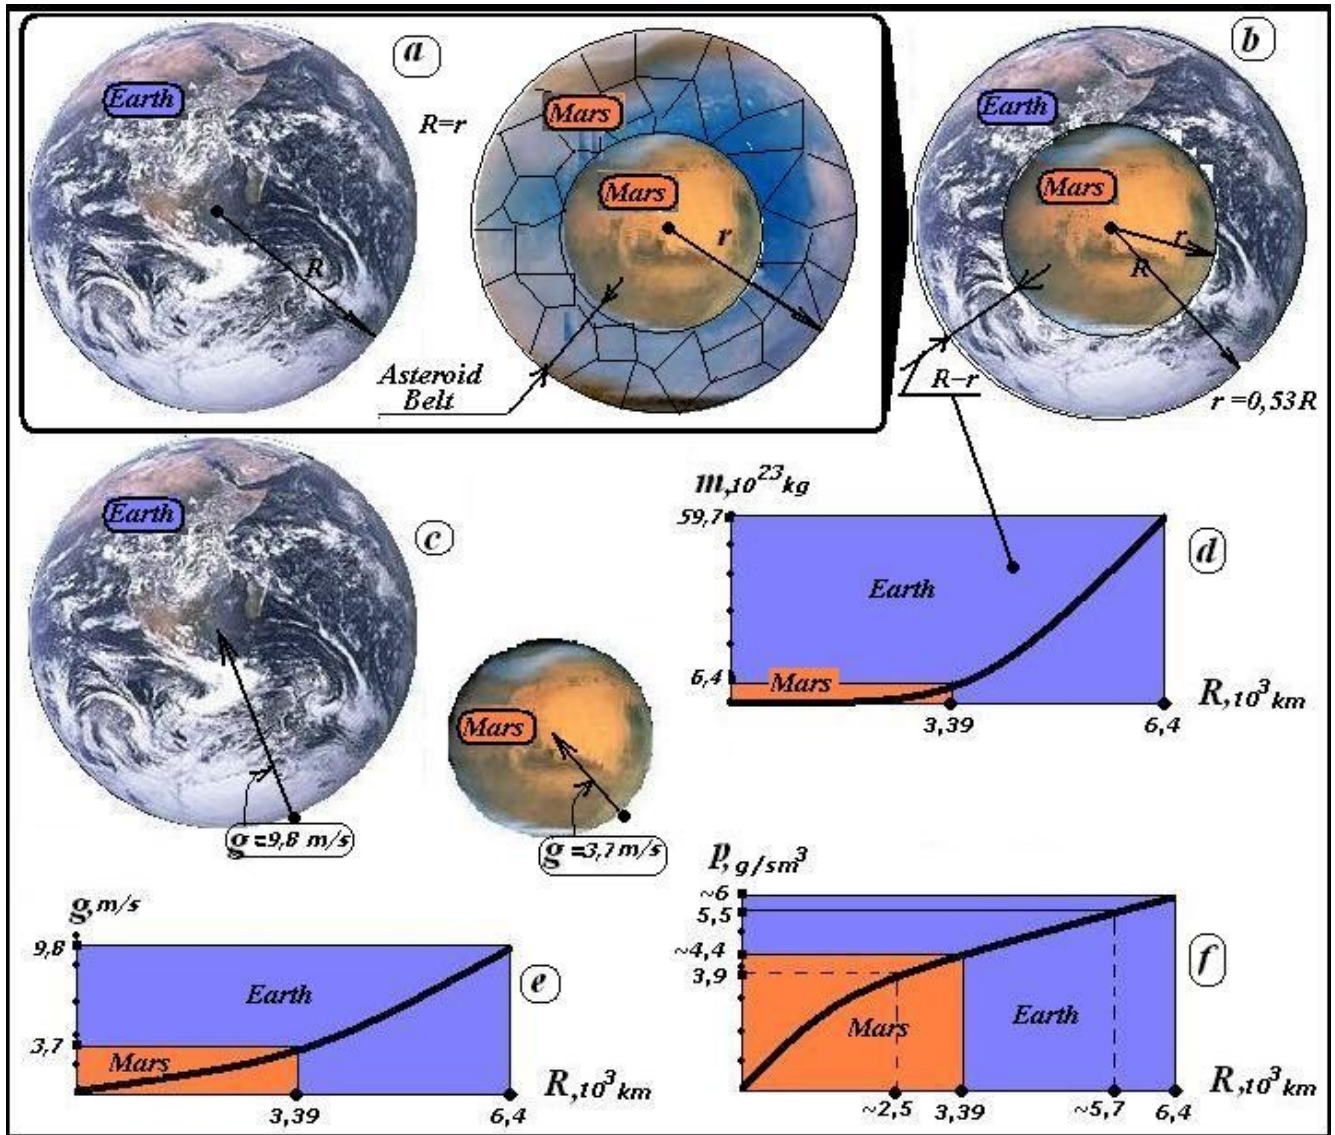 a
Earth
R=r
R
Mars
Mars
r
Asteroid
Belt
b
Earth
Mars
r
R
R-r
r=0,53R
c
Earth
g=9,8 m/s
Mars
g=3,7 m/s
d
m,10²³kg
59,7
6,4
Earth
Mars
3,39
6,4
R,10³km
e
g,m/s
9,8
3,7
Earth
Mars
3,39
6,4
R,10³km
f
p,g/sm³
~6
5,5
~4,4
3,9
Mars
Earth
~2,5
3,39
~5,7
6,4
R,10³km